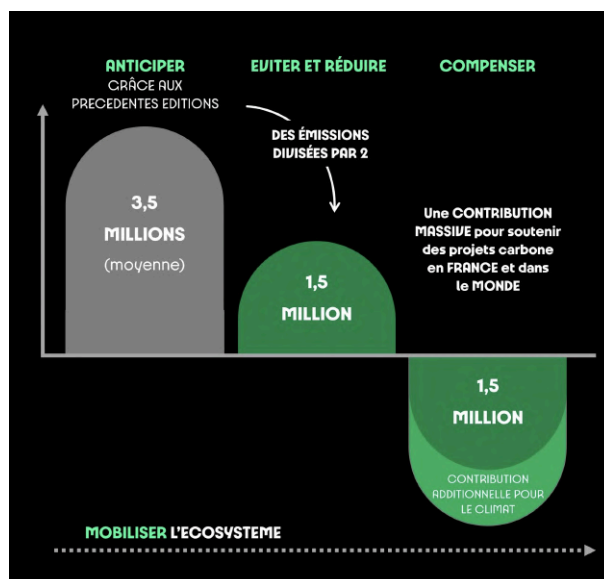 ANTICIPER
GRÂCE AUX
PRECEDENTES EDITIONS
EVITER ET RÉDUIRE
COMPENSER
DES ÉMISSIONS
DIVISÉES PAR 2
3,5
MILLIONS
(moyenne)
1,5
MILLION
Une CONTRIBUTION
MASSIVE pour soutenir
des projets carbone
en FRANCE et dans
le MONDE
1,5
MILLION
CONTRIBUTION
ADDITIONNELLE POUR
LE CLIMAT
MOBILISER L'ECOSYSTEME